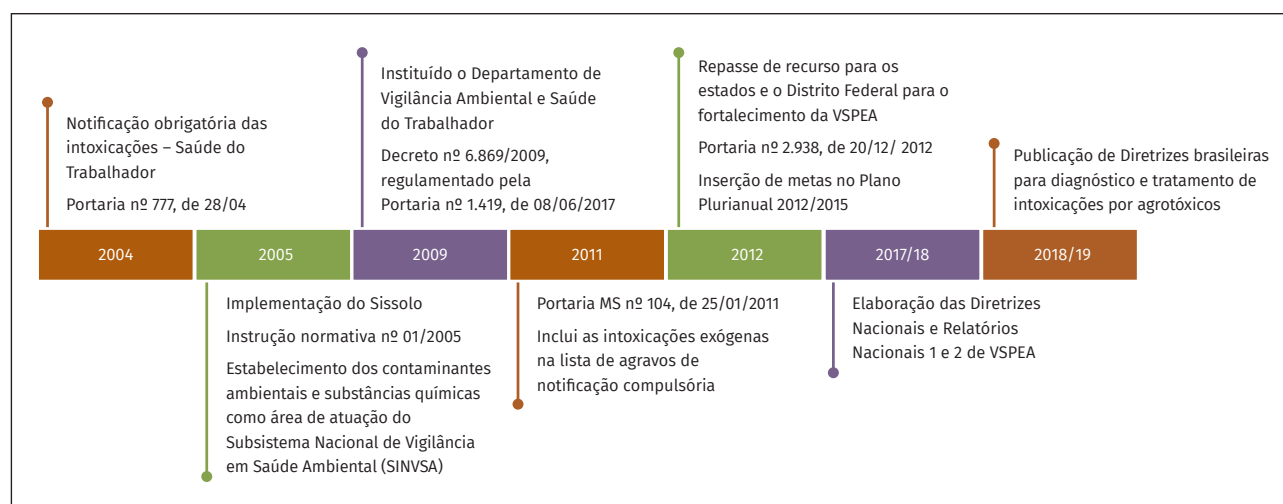 Notificação obrigatória das
intoxicações – Saúde do
Trabalhador
Portaria nº 777, de 28/04
Instituído o Departamento de
Vigilância Ambiental e Saúde
do Trabalhador
Decreto nº 6.869/2009,
regulamentado pela
Portaria nº 1.419, de 08/06/2017
Repasse de recurso para os
estados e o Distrito Federal para o
fortalecimento da VSPEA
Portaria nº 2.938, de 20/12/ 2012
Inserção de metas no Plano
Plurianual 2012/2015
Publicação de Diretrizes brasileiras
para diagnóstico e tratamento de
intoxicações por agrotóxicos
2004
2005
2009
2011
2012
2017/18
2018/19
Implementação do Sissolo
Instrução normativa nº 01/2005
Estabelecimento dos contaminantes
ambientais e substâncias químicas
como área de atuação do
Subsistema Nacional de Vigilância
em Saúde Ambiental (SINVSA)
Portaria MS nº 104, de 25/01/2011
Inclui as intoxicações exógenas
na lista de agravos de
notificação compulsória
Elaboração das Diretrizes
Nacionais e Relatórios
Nacionais 1 e 2 de VSPEA